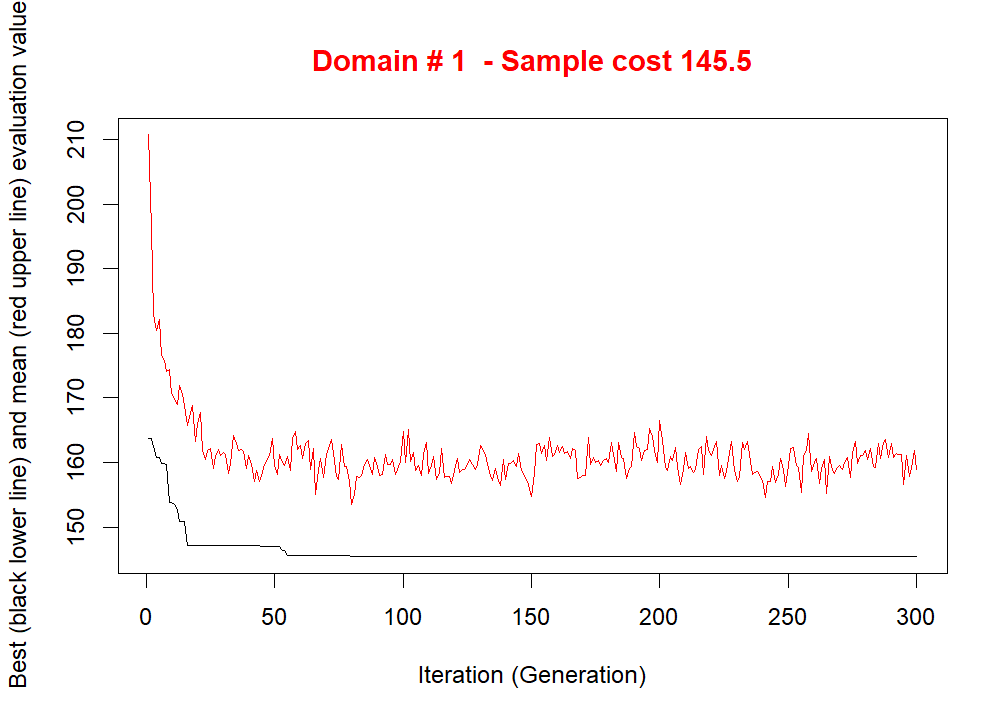 Domain # 1  - Sample cost 145.5
Best (black lower line) and mean (red upper line) evaluation value
210
200
190
180
170
160
150
0 50 100 150 200 250 300
Iteration (Generation)